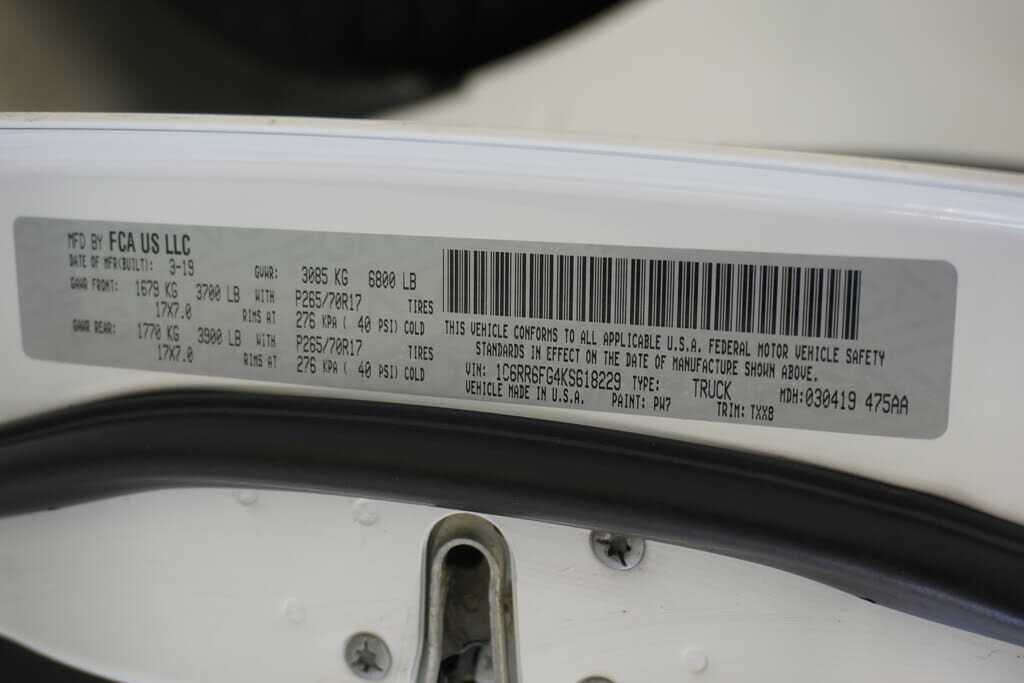 MFD BY FCA US LLC
DATE OF MFR(BUILT): 3-19 GVWR: 3085 KG 6800 LB
GAWR FRONT: 1679 KG 3700 LB WITH P265/70R17 TIRES
17X7.0 RIMS AT 276 KPA ( 40 PSI) COLD
GAWR REAR: 1770 KG 3900 LB WITH P265/70R17 TIRES
17X7.0 RIMS AT 276 KPA ( 40 PSI) COLD
THIS VEHICLE CONFORMS TO ALL APPLICABLE U.S.A. FEDERAL MOTOR VEHICLE SAFETY
STANDARDS IN EFFECT ON THE DATE OF MANUFACTURE SHOWN ABOVE.
VIN: 1C6RR6FG4KS618229 TYPE: TRUCK MDH:030419 475AA
VEHICLE MADE IN U.S.A. PAINT: PW7 TRIM: TXX8